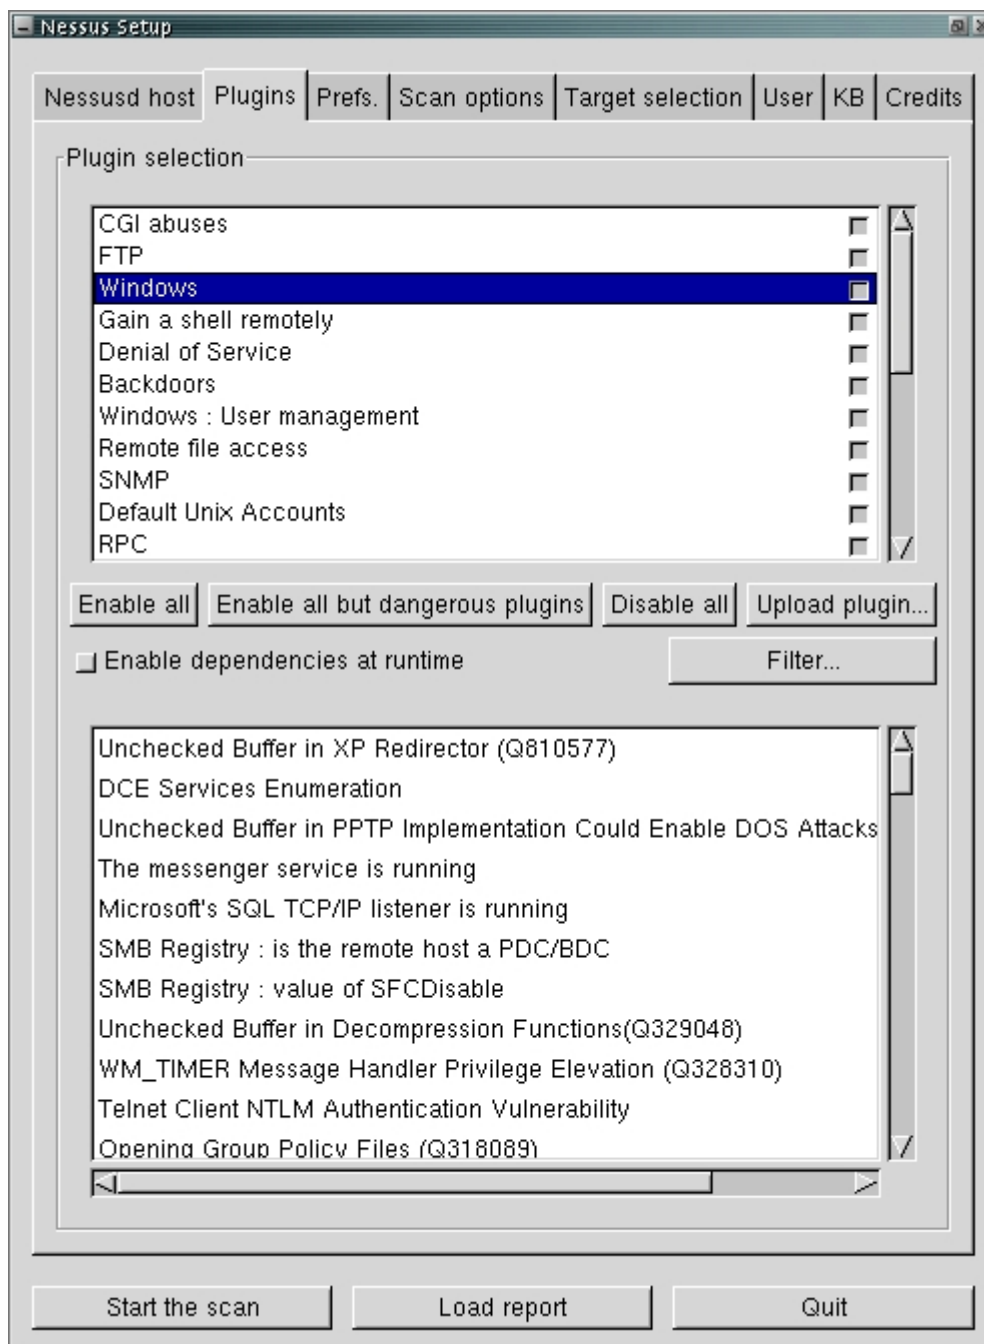 Nessus Setup
Nessusd host Plugins Prefs. Scan options Target selection User KB Credits
Plugin selection
CGI abuses
FTP
Windows
Gain a shell remotely
Denial of Service
Backdoors
Windows : User management
Remote file access
SNMP
Default Unix Accounts
RPC
Enable all Enable all but dangerous plugins Disable all Upload plugin...
Enable dependencies at runtime Filter...
Unchecked Buffer in XP Redirector (Q810577)
DCE Services Enumeration
Unchecked Buffer in PPTP Implementation Could Enable DOS Attacks
The messenger service is running
Microsoft's SQL TCP/IP listener is running
SMB Registry : is the remote host a PDC/BDC
SMB Registry : value of SFCDisable
Unchecked Buffer in Decompression Functions(Q329048)
WM_TIMER Message Handler Privilege Elevation (Q328310)
Telnet Client NTLM Authentication Vulnerability
Opening Group Policy Files (Q318089)
Start the scan Load report Quit